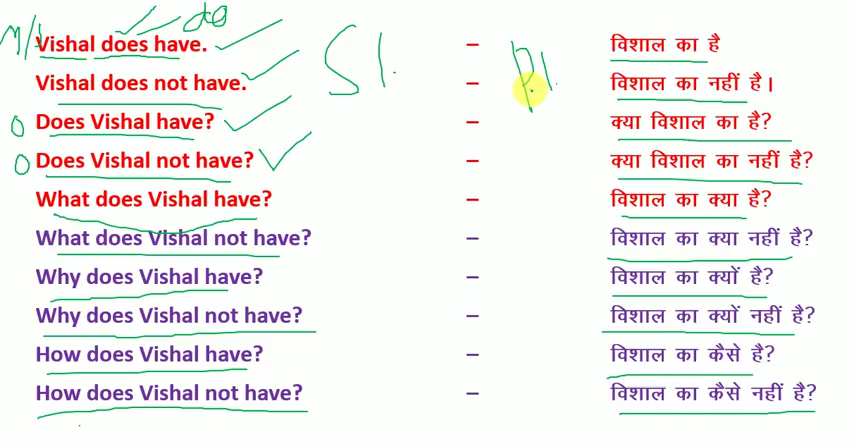 do
m/s Vishal does have. – विशाल का है
Vishal does not have. – विशाल का नहीं है।
Does Vishal have? – क्या विशाल का है?
Does Vishal not have? – क्या विशाल का नहीं है?
What does Vishal have? – विशाल का क्या है?
What does Vishal not have? – विशाल का क्या नहीं है?
Why does Vishal have? – विशाल का क्यों है?
Why does Vishal not have? – विशाल का क्यों नहीं है?
How does Vishal have? – विशाल का कैसे है?
How does Vishal not have? – विशाल का कैसे नहीं है?